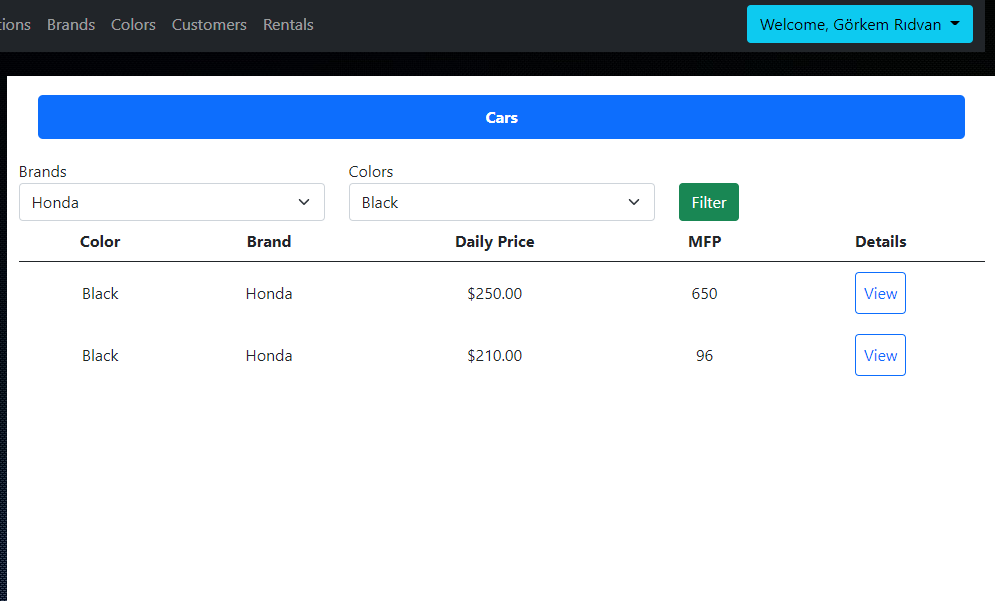 tions Brands Colors Customers Rentals Welcome, Görkem Rıdvan
Cars
Brands Colors
Honda Black Filter
Color Brand Daily Price MFP Details
Black Honda $250.00 650 View
Black Honda $210.00 96 View